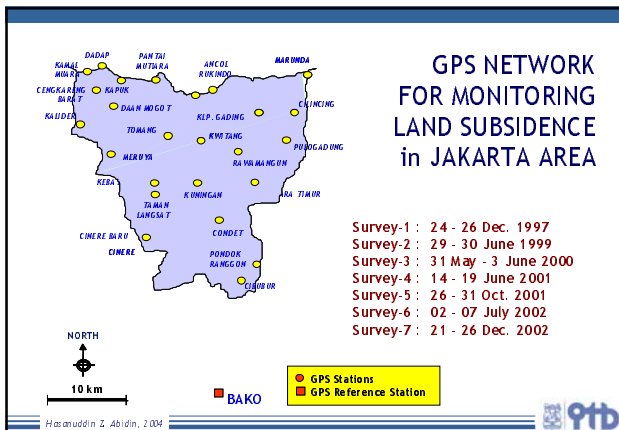 GPS NETWORK
FOR MONITORING
LAND SUBSIDENCE
in JAKARTA AREA
DADAP
KAMAL
MUARA
PANTAI
MUTIARA
ANCOL
RUKINDO
MARUNDA
CENGKARENG
BARAT
KAPUK
DAAN MOGOT
KLP. GADING
CILINCING
KALIDER
TOMANG
KWITANG
PULOGADUNG
MERUYA
RAWAMANGUN
KEBA
KUNINGAN
ARA TIMUR
TAMAN
LANGSAT
CONDET
CINERE BARU
CINERE
PONDOK
RANGGON
CIBUBUR
Survey-1 : 24 - 26 Dec. 1997
Survey-2 : 29 - 30 June 1999
Survey-3 : 31 May - 3 June 2000
Survey-4 : 14 - 19 June 2001
Survey-5 : 26 - 31 Oct. 2001
Survey-6 : 02 - 07 July 2002
Survey-7 : 21 - 26 Dec. 2002
NORTH
10 km
BAKO
GPS Stations
GPS Reference Station
Hasanuddin Z. Abidin, 2004